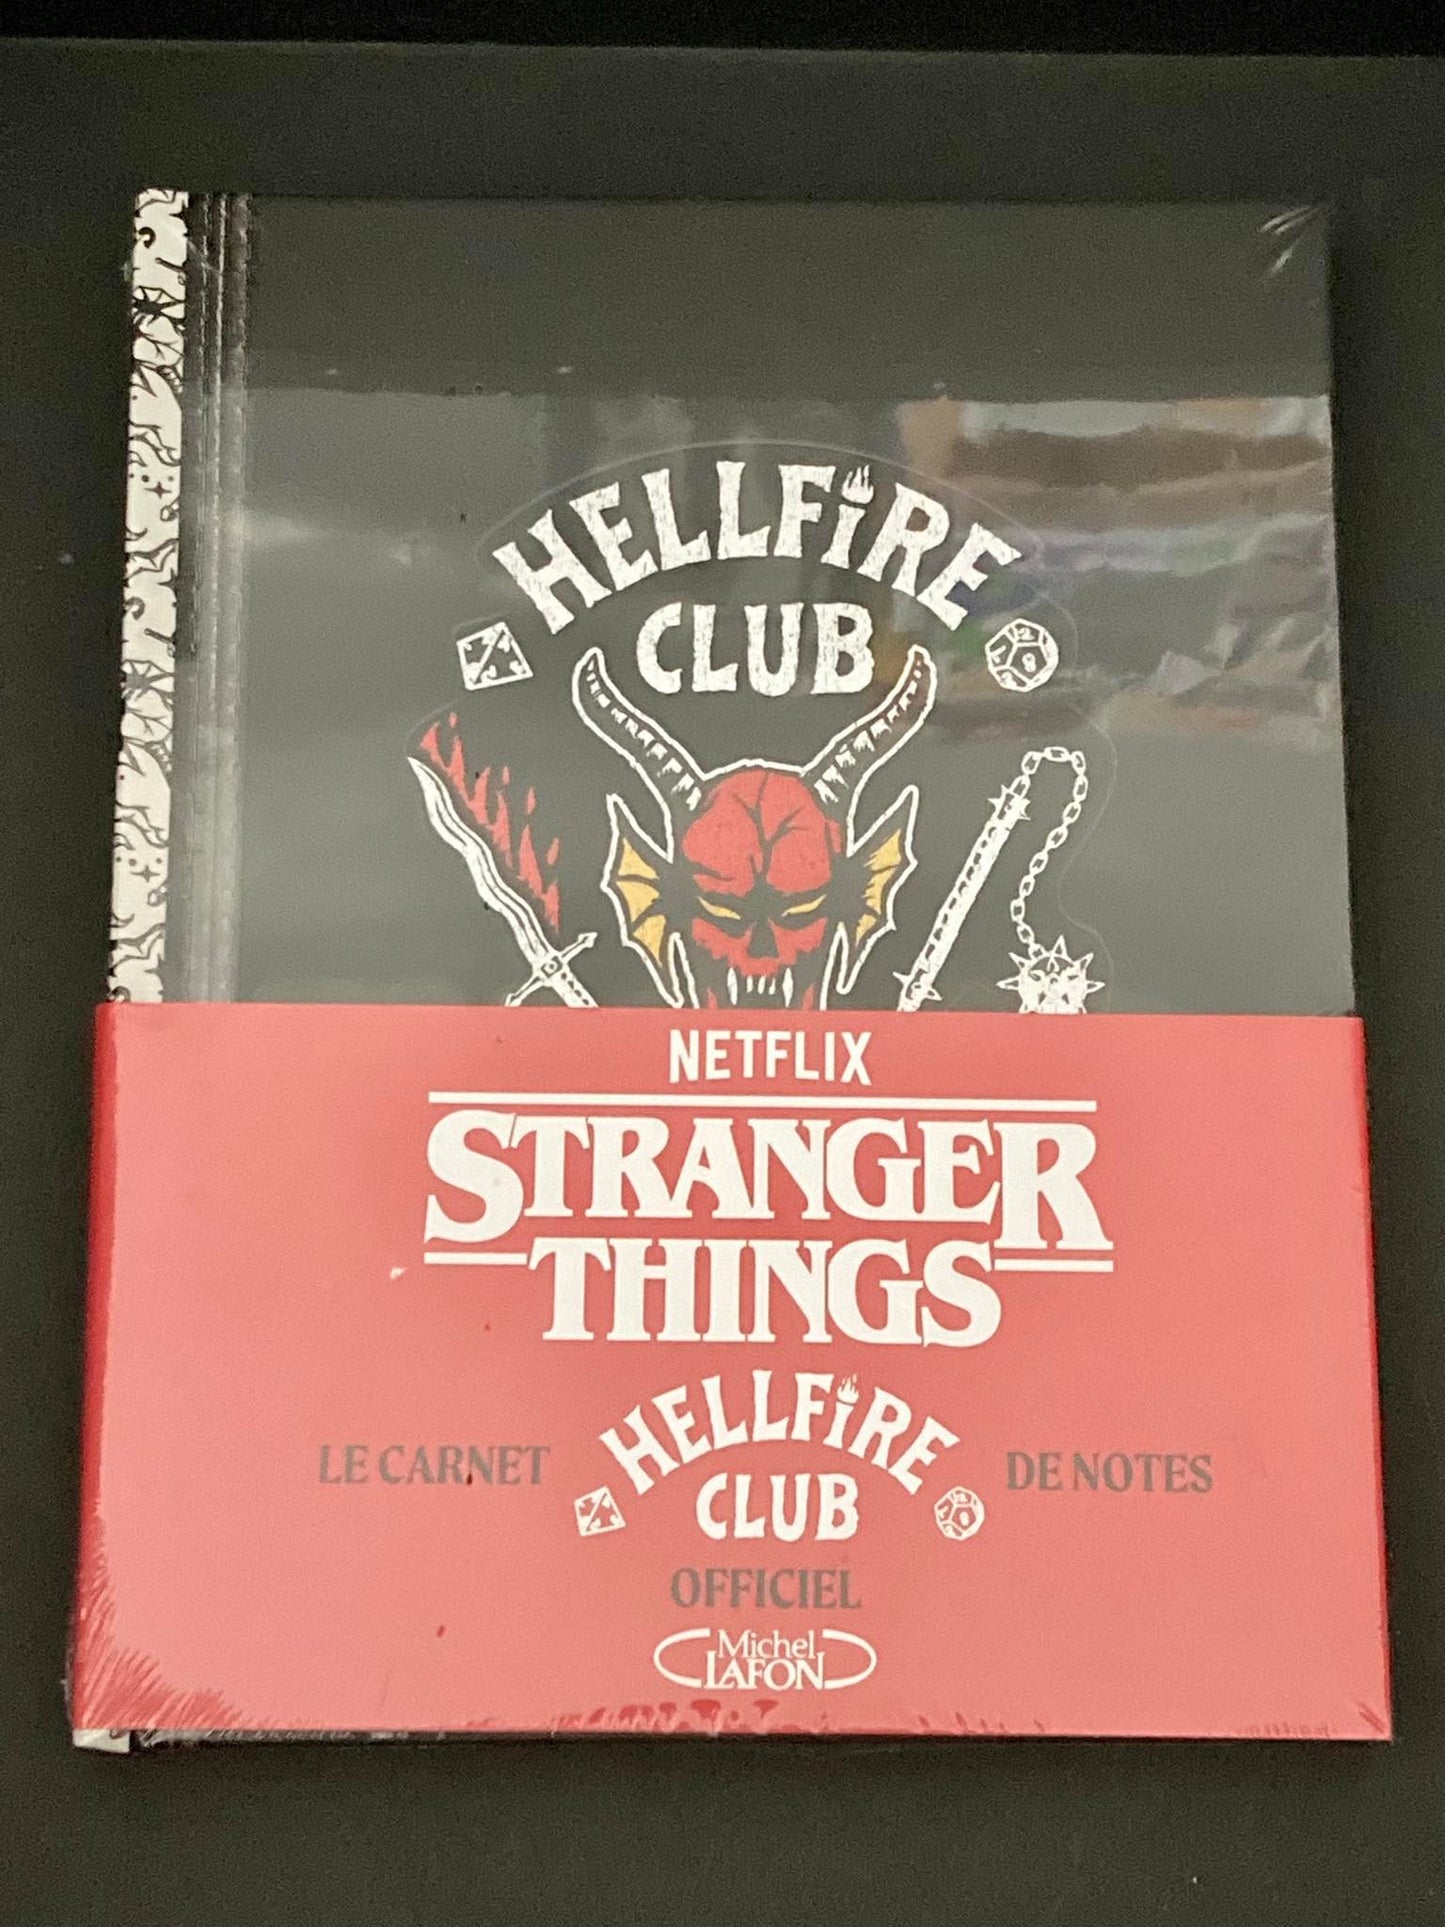 HELLFiRE
CLUB
NETFLIX
STRANGER
THINGS
HELLFiRE
LE CARNET DE NOTES
CLUB
OFFICIEL
Michel
LAFON